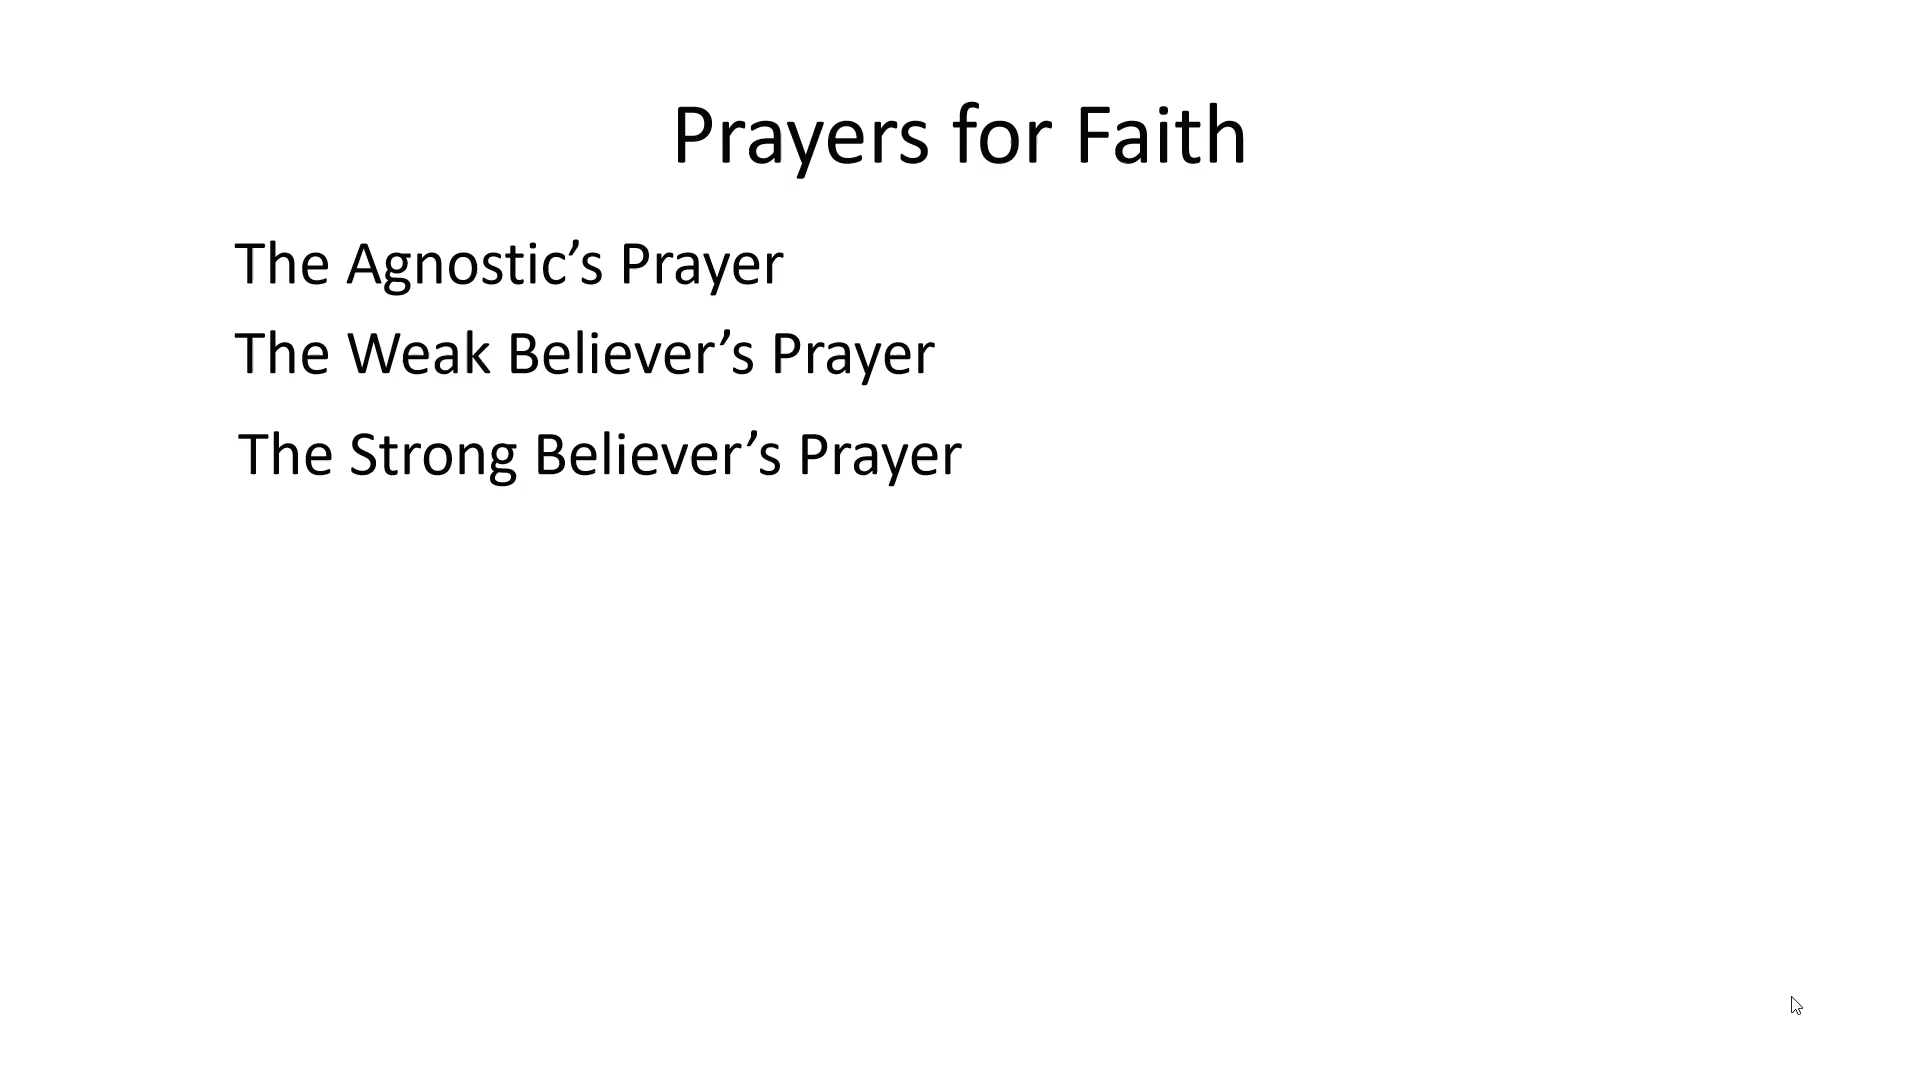 Prayers for Faith
The Agnostic’s Prayer
The Weak Believer’s Prayer
The Strong Believer’s Prayer